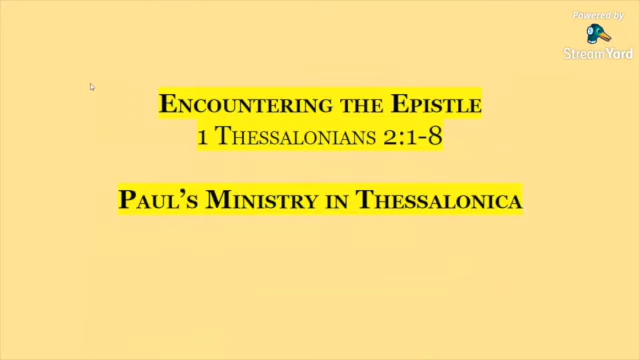 Powered by
StreamYard
ENCOUNTERING THE EPISTLE
1 THESSALONIANS 2:1-8
PAUL’S MINISTRY IN THESSALONICA